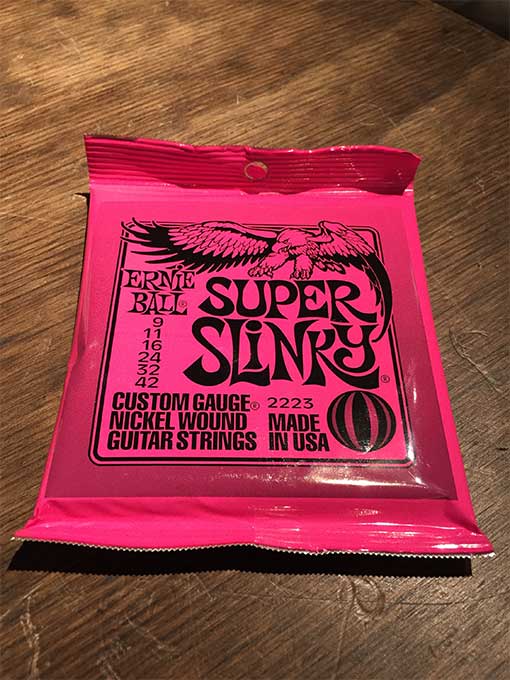 ERNIE
BALL®
SUPER
SLINKY®
9
11
16
24
32
42
CUSTOM GAUGE® 2223
NICKEL WOUND
GUITAR STRINGS
MADE
IN USA